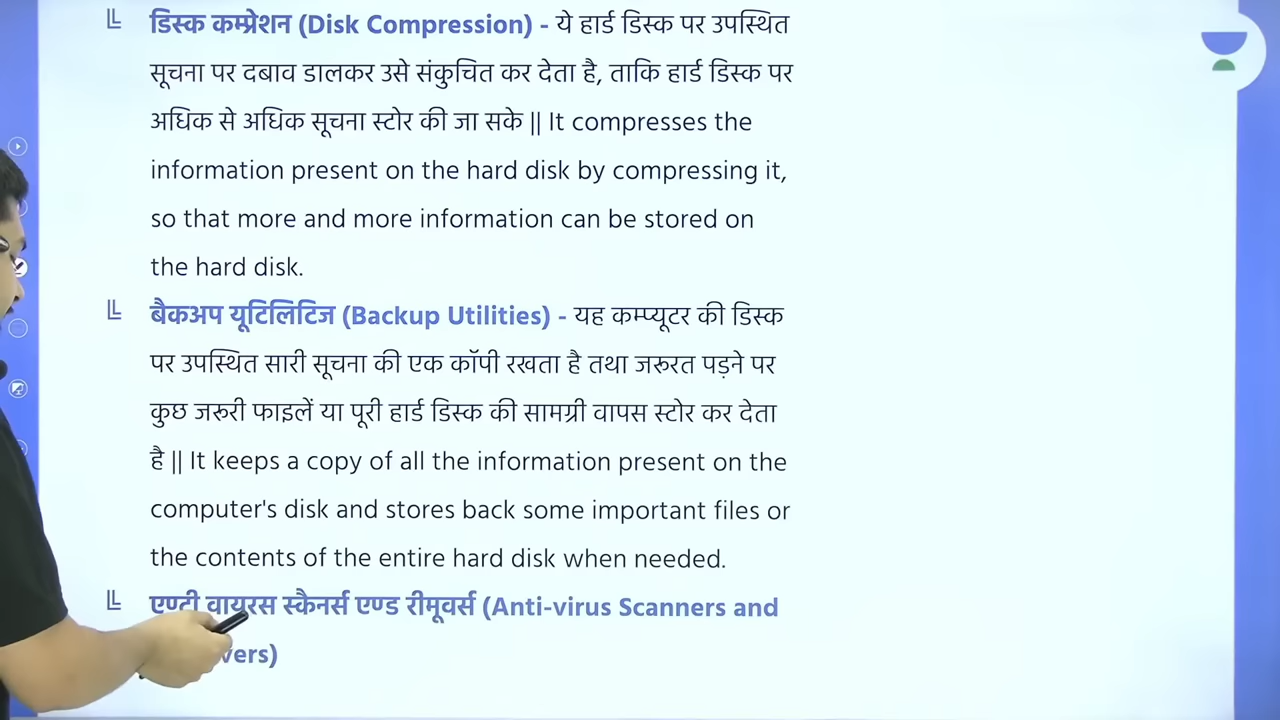 डिस्क कम्प्रेशन (Disk Compression) - ये हार्ड डिस्क पर उपस्थित
सूचना पर दबाव डालकर उसे संकुचित कर देता है, ताकि हार्ड डिस्क पर
अधिक से अधिक सूचना स्टोर की जा सके || It compresses the
information present on the hard disk by compressing it,
so that more and more information can be stored on
the hard disk.
बैकअप यूटिलिटिज (Backup Utilities) - यह कम्प्यूटर की डिस्क
पर उपस्थित सारी सूचना की एक कॉपी रखता है तथा जरूरत पड़ने पर
कुछ जरूरी फाइलें या पूरी हार्ड डिस्क की सामग्री वापस स्टोर कर देता
है || It keeps a copy of all the information present on the
computer's disk and stores back some important files or
the contents of the entire hard disk when needed.
एण्टी वायरस स्कैनर्स एण्ड रीमूवर्स (Anti-virus Scanners and